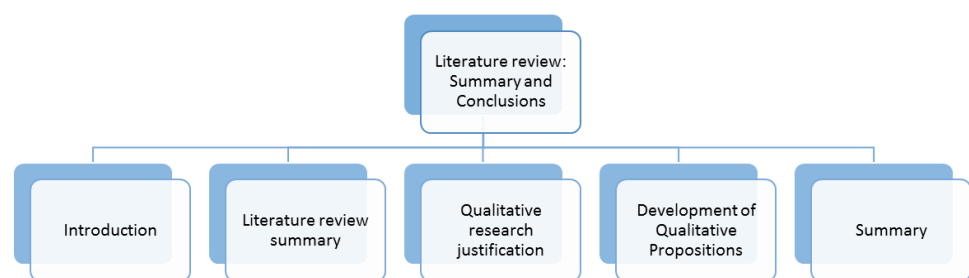 Literature review:
Summary and
Conclusions
Introduction
Literature review
summary
Qualitative
research
justification
Development of
Qualitative
Propositions
Summary